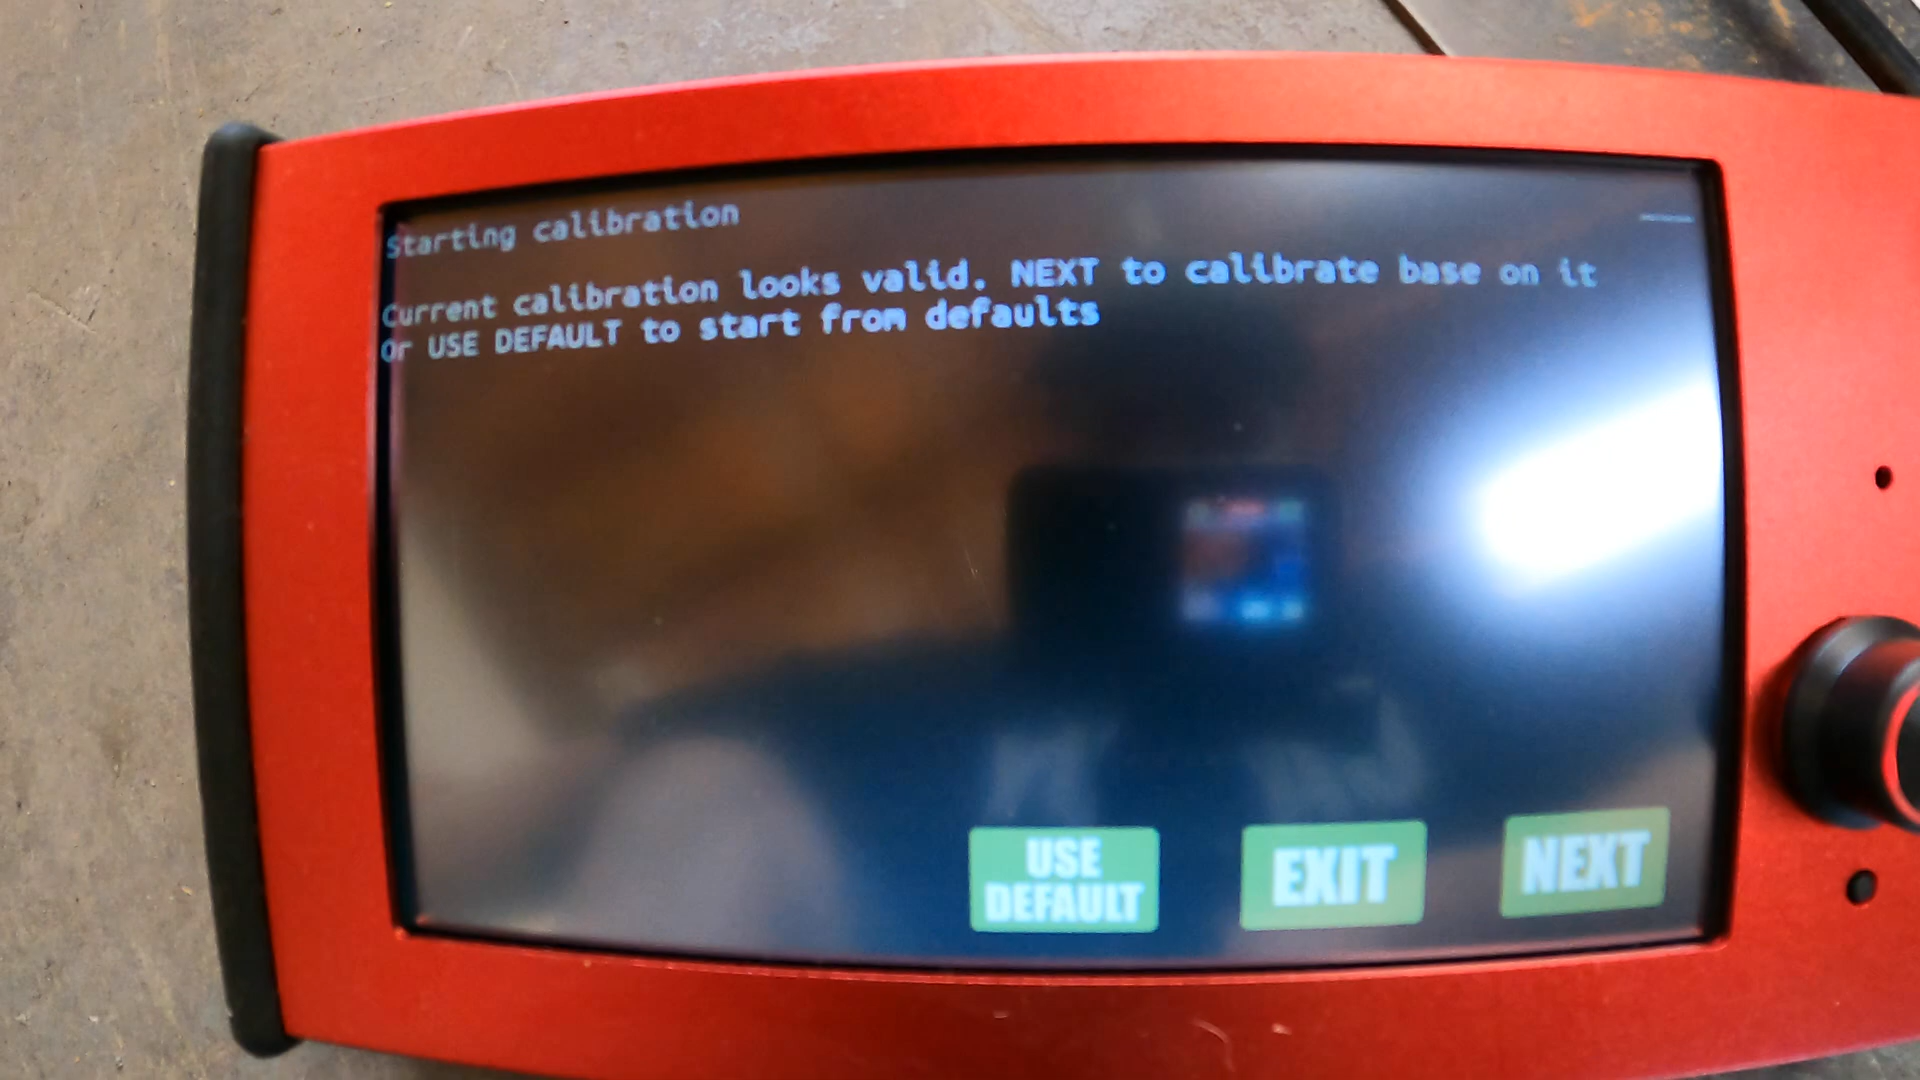 Starting calibration
Current calibration looks valid. NEXT to calibrate base on it
Or USE DEFAULT to start from defaults
USE
DEFAULT
EXIT
NEXT